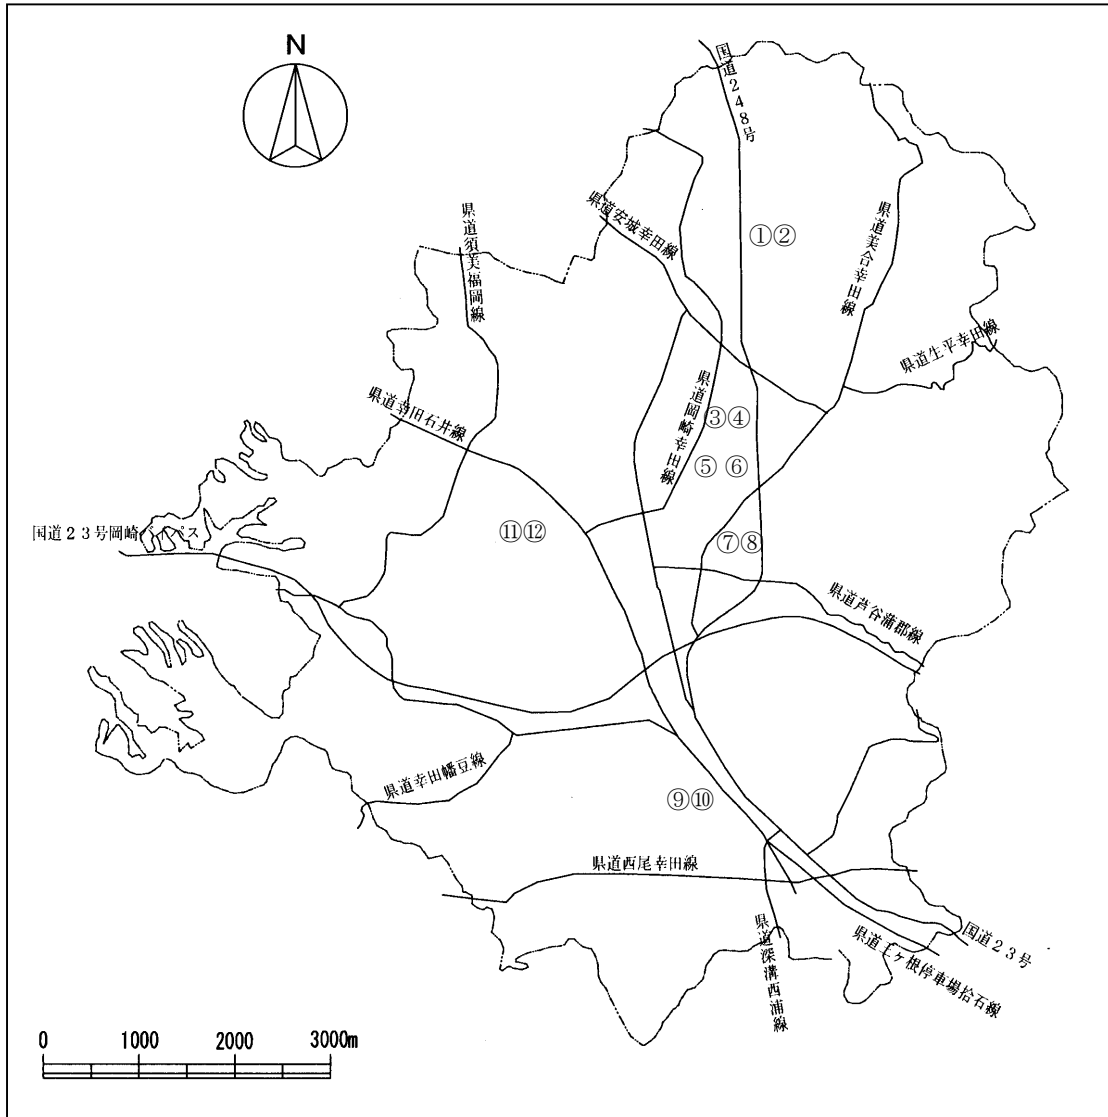 N
国道248号
県道安城幸田線
県道須美福岡線
①②
県道美合幸田線
県道生平幸田線
県道幸田石井線
県道岡崎幸田線
③④
⑤⑥
国道23号岡崎バイパス
⑪⑫
⑦⑧
県道芦谷蒲郡線
県道幸田幡豆線
⑨⑩
県道西尾幸田線
県道深溝西浦線
国道23号
県道三ヶ根停車場拾石線
0 1000 2000 3000m